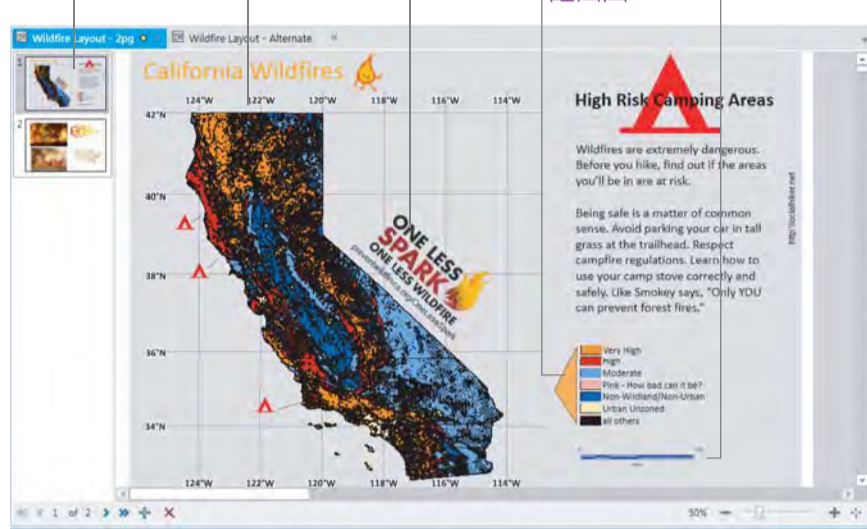 Wildfire Layout - 2pg
Wildfire Layout - Alternate
1
2
California Wildfires
124°W 122°W 120°W 118°W 116°W 114°W
42°N
40°N
38°N
36°N
34°N
124°W 122°W 120°W 118°W 116°W 114°W
ONE LESS
SPARK
ONE LESS WILDFIRE
High Risk Camping Areas
Wildfires are extremely dangerous.
Before you hike, find out if the areas
you'll be in are at risk.
Being safe is a matter of common
sense. Avoid parking your car in tall
grass at the trailhead. Respect
campfire regulations. Learn how to
use your camp stove correctly and
safely. Like Smokey says, "Only YOU
can prevent forest fires."
Very High
High
Moderate
Pink - How bad can it be?
Non-Wildland/Non-Urban
Urban Unzoned
all others
1 of 2
50%